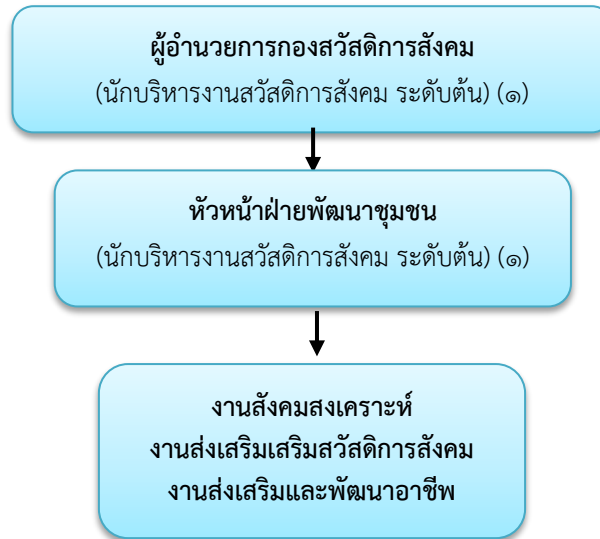 ผู้อำนวยการกองสวัสดิการสังคม
(นักบริหารงานสวัสดิการสังคม ระดับต้น) (๑)
หัวหน้าฝ่ายพัฒนาชุมชน
(นักบริหารงานสวัสดิการสังคม ระดับต้น) (๑)
งานสังคมสงเคราะห์
งานส่งเสริมเสริมสวัสดิการสังคม
งานส่งเสริมและพัฒนาอาชีพ